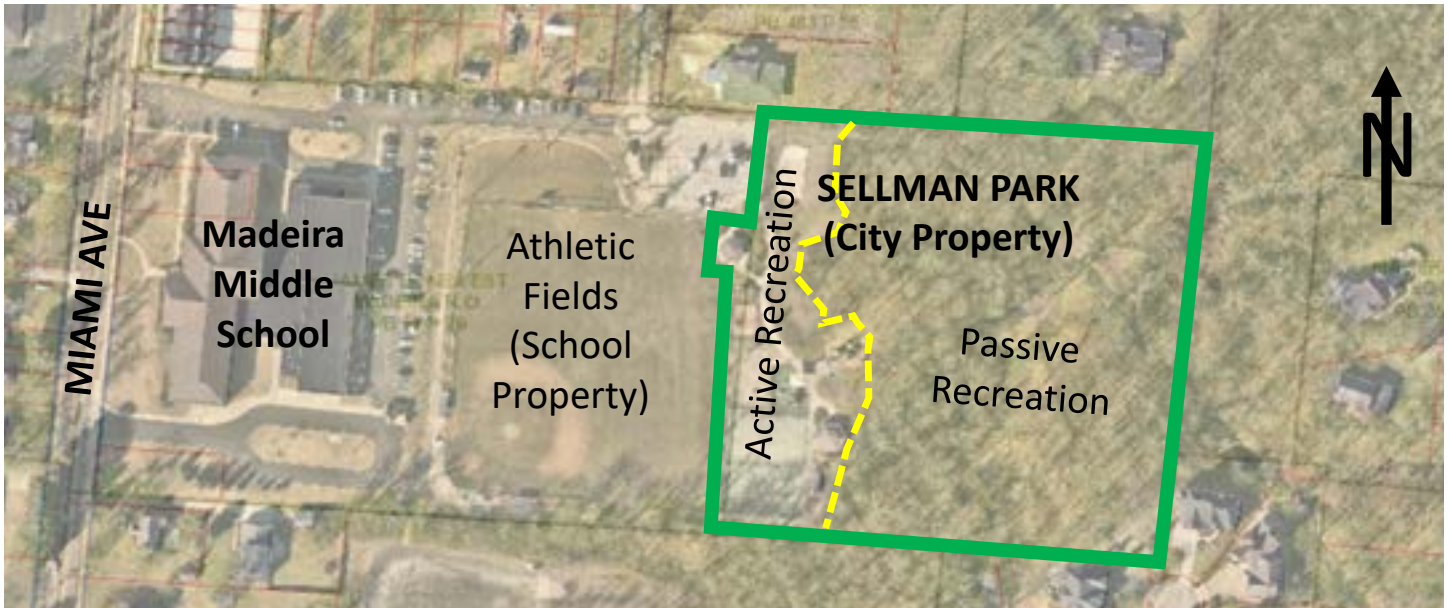 MIAMI AVE
Madeira
Middle
School
Athletic
Fields
(School
Property)
Active Recreation
SELLMAN PARK
(City Property)
Passive
Recreation
N